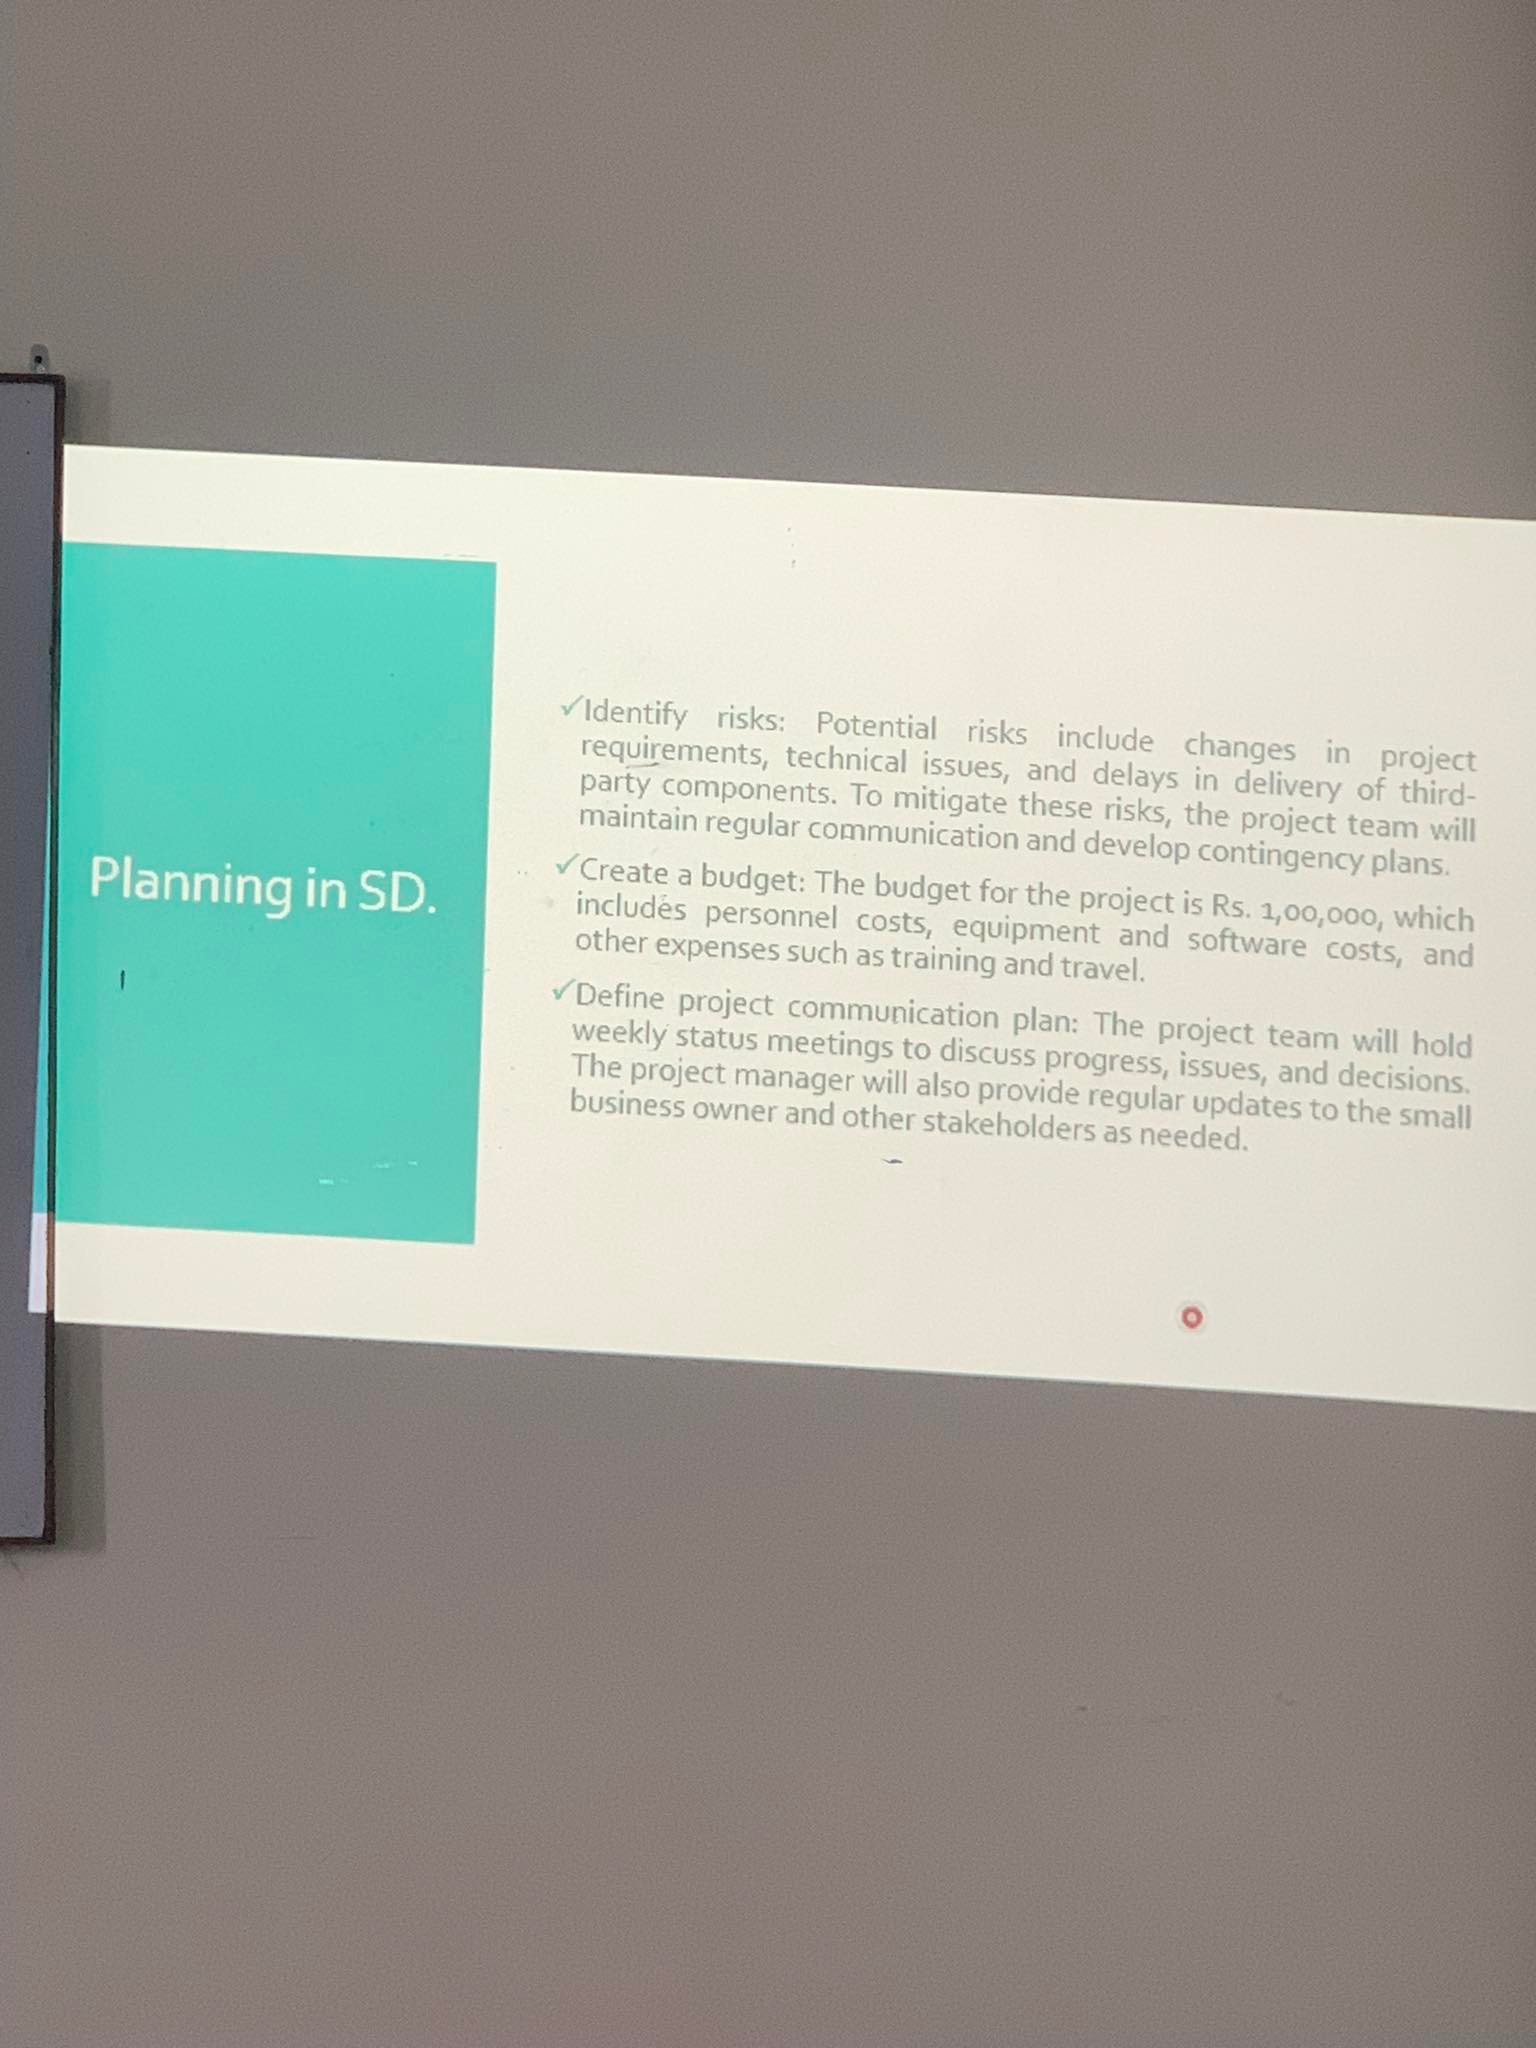 Planning in SD.
✓Identify risks: Potential risks include changes in project
requirements, technical issues, and delays in delivery of third-
party components. To mitigate these risks, the project team will
maintain regular communication and develop contingency plans.
✓Create a budget: The budget for the project is Rs. 1,00,000, which
includes personnel costs, equipment and software costs, and
other expenses such as training and travel.
✓Define project communication plan: The project team will hold
weekly status meetings to discuss progress, issues, and decisions.
The project manager will also provide regular updates to the small
business owner and other stakeholders as needed.